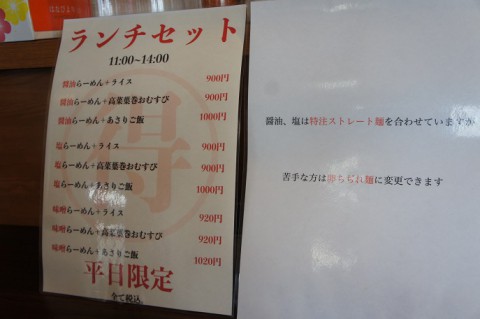 ランチセット
11:00~14:00
得
醤油らーめん+ライス 900円
醤油らーめん+高菜葉巻おむすび 900円
醤油らーめん+あさりご飯 1000円
塩らーめん+ライス 900円
塩らーめん+高菜葉巻おむすび 900円
塩らーめん+あさりご飯 1000円
味噌らーめん+ライス 920円
味噌らーめん+高菜葉巻おむすび 920円
味噌らーめん+あさりご飯 1020円
平日限定
全て税込
醤油、塩は特注ストレート麺を合わせていますが
苦手な方は 縮れ麺に変更できます